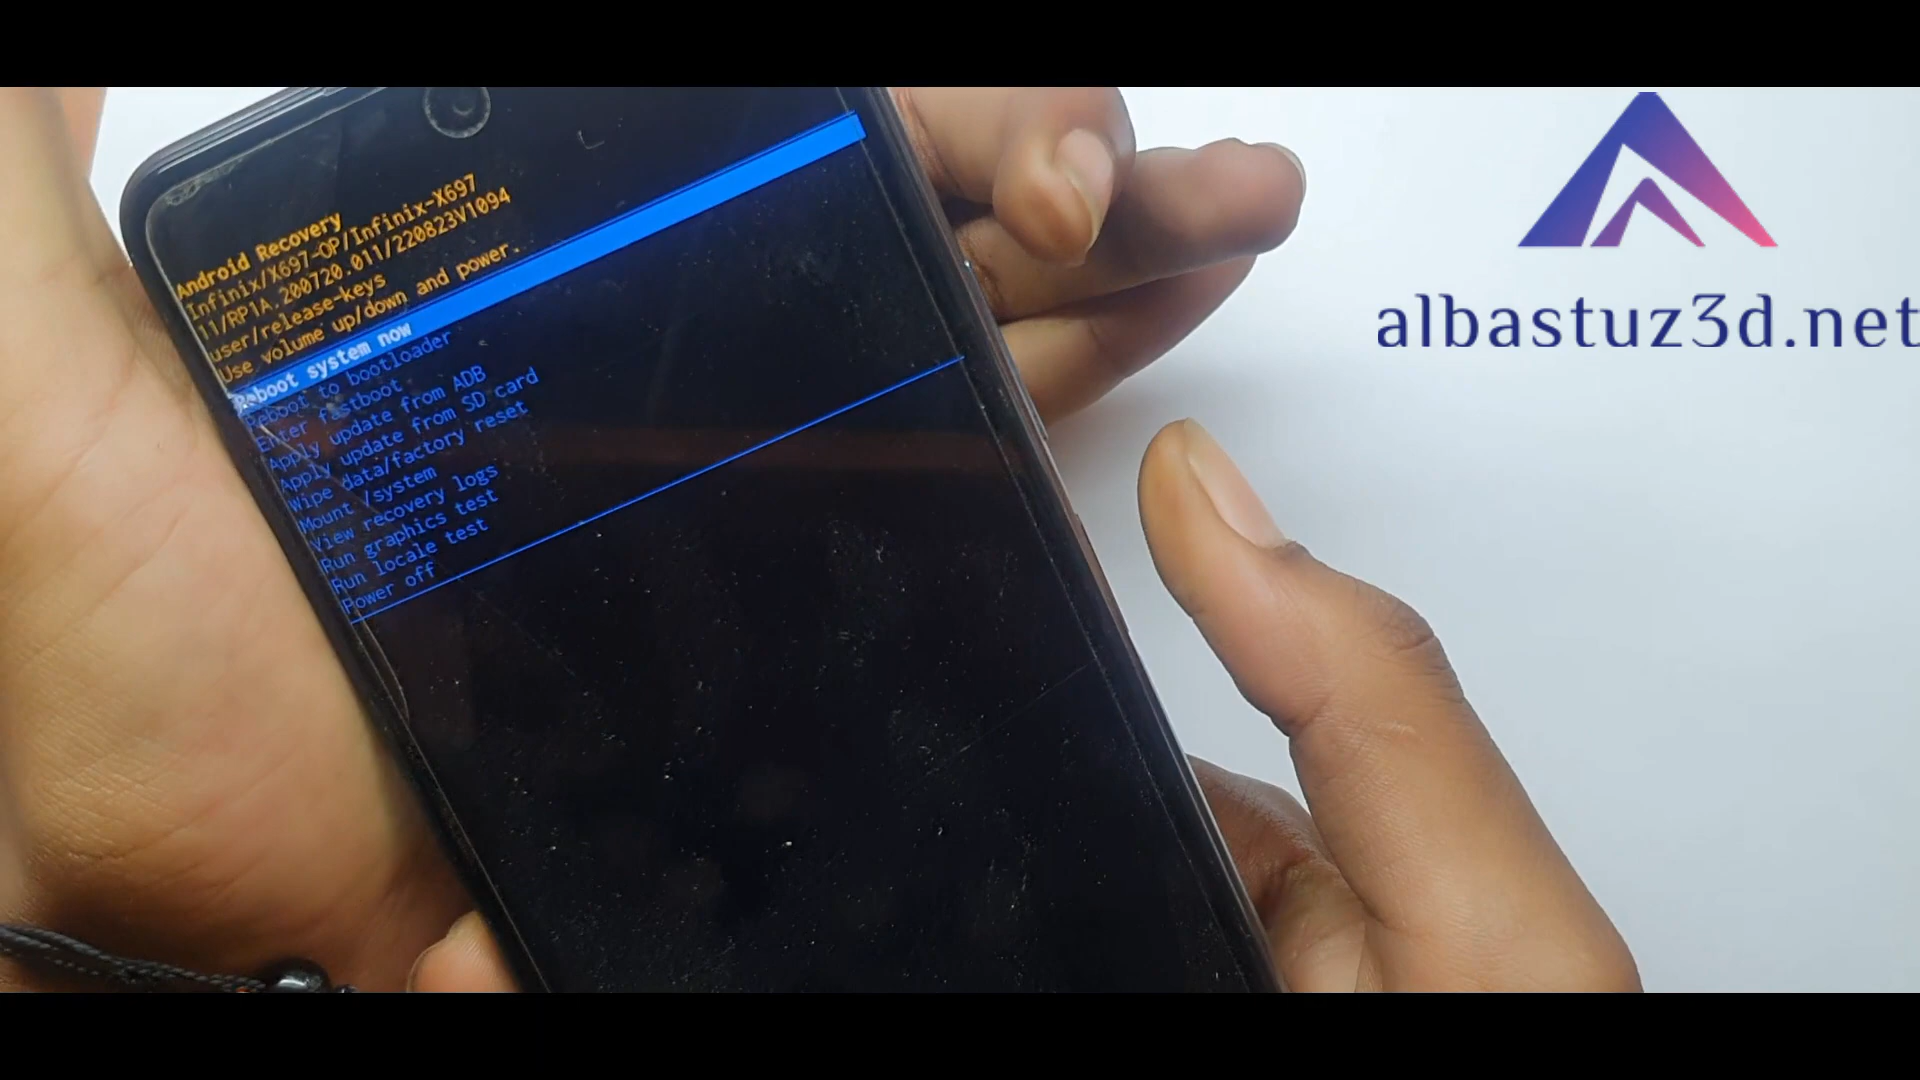 Android Recovery
Infinix/X697-OP/Infinix-X697
11/RP1A.200720.011/220823V1094
user/release-keys
Use volume up/down and power.
Reboot system now
Reboot to bootloader
Enter fastboot
Apply update from ADB
Apply update from SD card
Wipe data/factory reset
Mount /system
View recovery logs
Run graphics test
Run locale test
Power off
albastuz3d.net